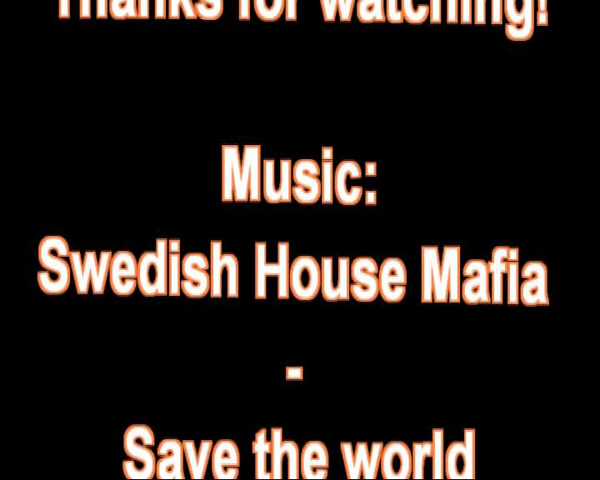 Thanks for watching!
Music:
Swedish House Mafia
-
Save the world